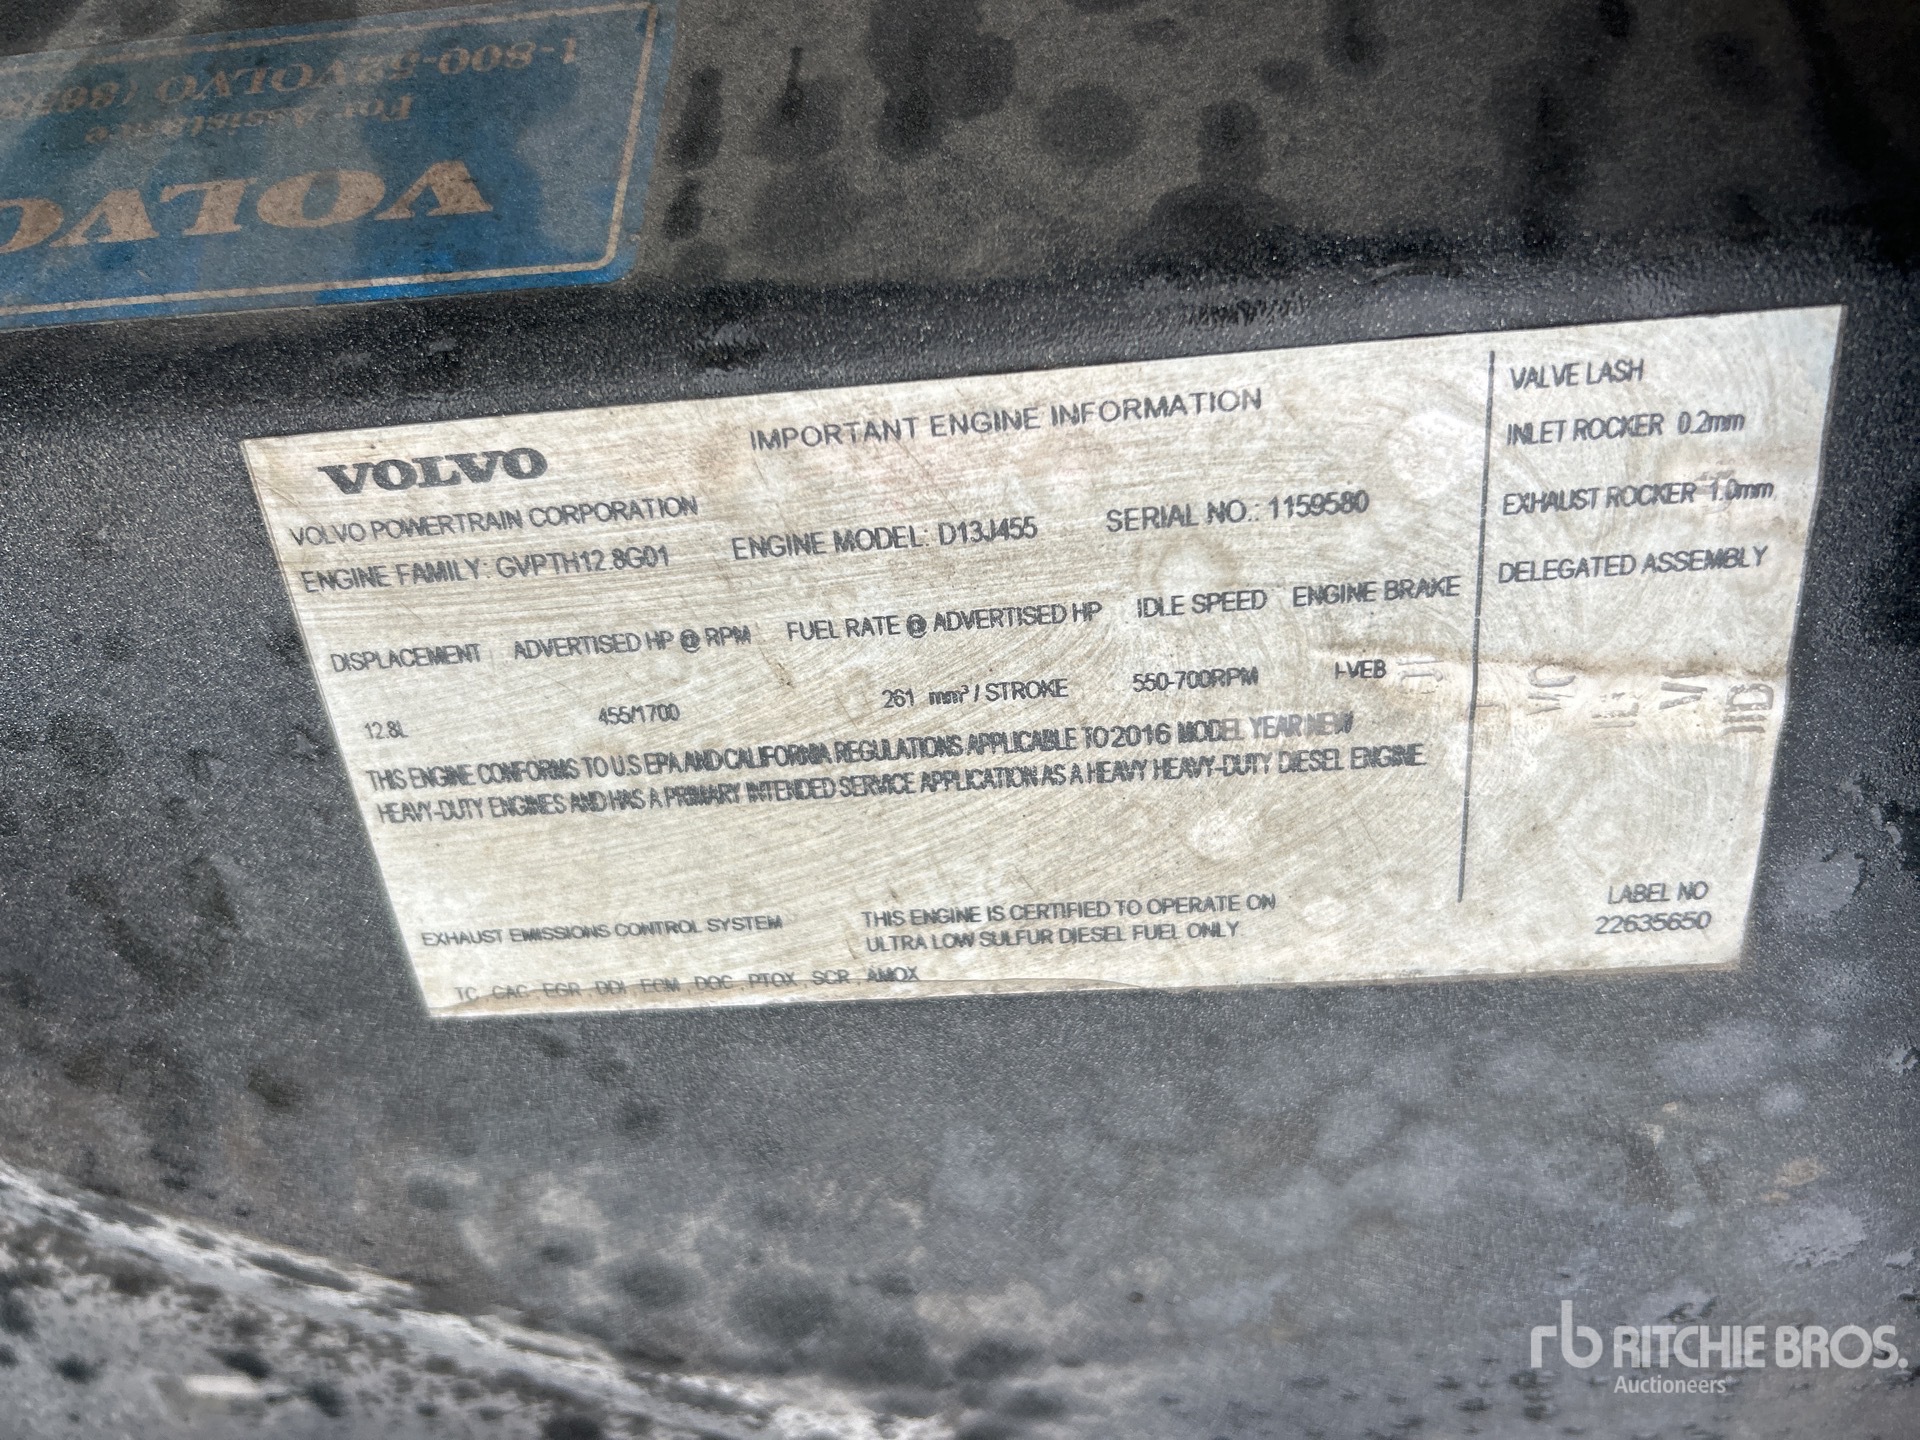 1-800-52VOLVO (8658
For Assistance
VOLVO
VOLVO
IMPORTANT ENGINE INFORMATION
VOLVO POWERTRAIN CORPORATION
ENGINE FAMILY: GVPTH12.8G01 ENGINE MODEL: D13J455 SERIAL NO.: 1159580
DISPLACEMENT ADVERTISED HP @ RPM FUEL RATE @ ADVERTISED HP IDLE SPEED ENGINE BRAKE
12.8L 455/1700 261 mm³ / STROKE 550-700RPM I-VEB
THIS ENGINE CONFORMS TO U.S EPA AND CALIFORNIA REGULATIONS APPLICABLE TO 2016 MODEL YEAR NEW
HEAVY-DUTY ENGINES AND HAS A PRIMARY INTENDED SERVICE APPLICATION AS A HEAVY HEAVY-DUTY DIESEL ENGINE
EXHAUST EMISSIONS CONTROL SYSTEM
TC , CAC , EGR , DDI , ECM , DOC , PTOX , SCR , AMOX
THIS ENGINE IS CERTIFIED TO OPERATE ON
ULTRA LOW SULFUR DIESEL FUEL ONLY
VALVE LASH
INLET ROCKER 0.2mm
EXHAUST ROCKER 1.0mm
DELEGATED ASSEMBLY
LABEL NO
22635650
rb RITCHIE BROS.
Auctioneers